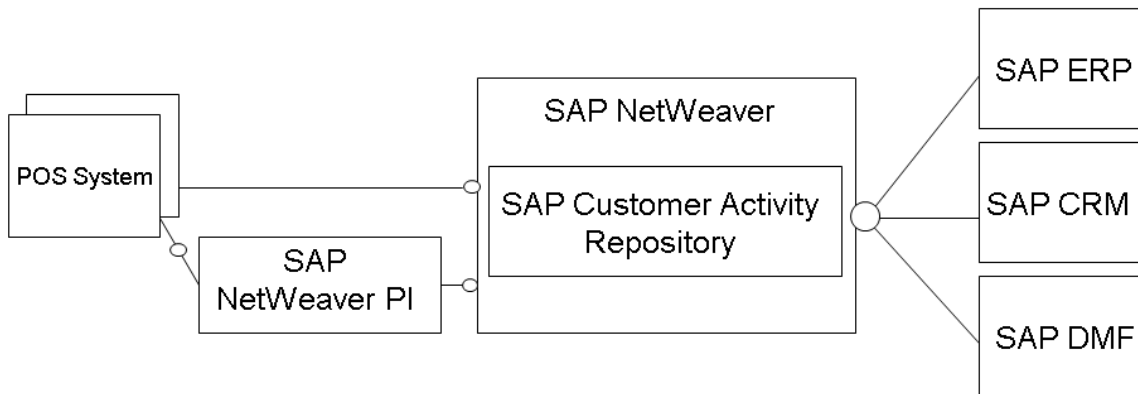 POS System
SAP
NetWeaver PI
SAP NetWeaver
SAP Customer Activity
Repository
SAP ERP
SAP CRM
SAP DMF